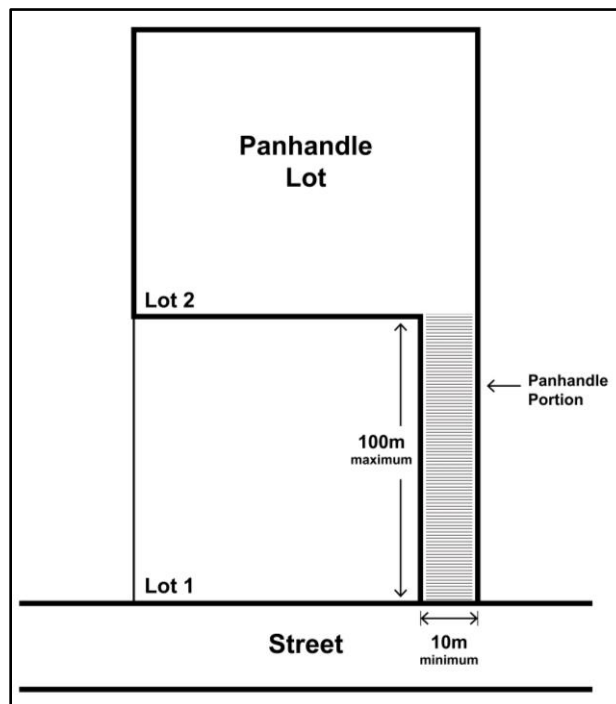 Panhandle
Lot
Lot 2
Panhandle
Portion
100m
maximum
Lot 1
Street
10m
minimum